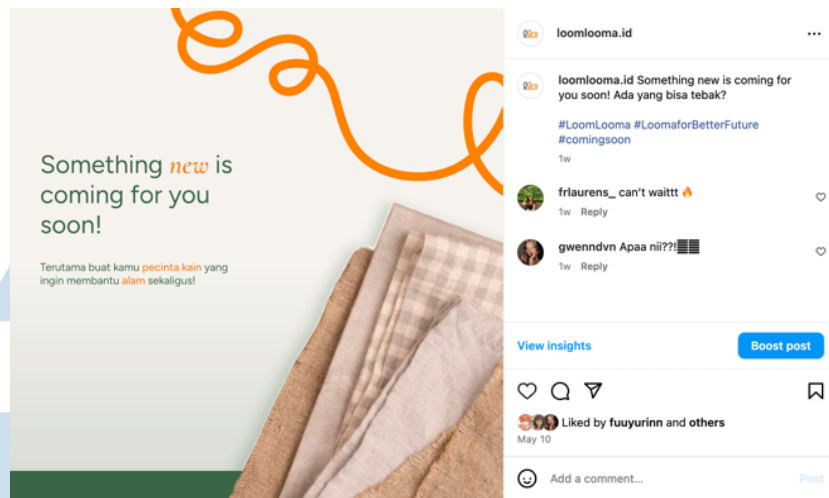 Something new is
coming for you
soon!
Terutama buat kamu pecinta kain yang
ingin membantu alam sekaligus!
loomlooma.id
loomlooma.id Something new is coming for
you soon! Ada yang bisa tebak?
#LoomLooma #LoomaforBetterFuture
#comingsoon
1w
frlaurens_ can't waittt 🔥
1w Reply
gwenndvn Apaa nii??!
1w Reply
View insights
Boost post
Liked by fuuyurinn and others
May 10
Add a comment...
Post